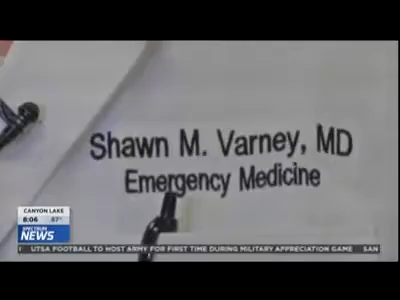 Shawn M. Varney, MD
Emergency Medicine
CANYON LAKE
8:06 87°
SPECTRUM
NEWS
UTSA FOOTBALL TO HOST ARMY FOR FIRST TIME DURING MILITARY APPRECIATION GAME
SAN